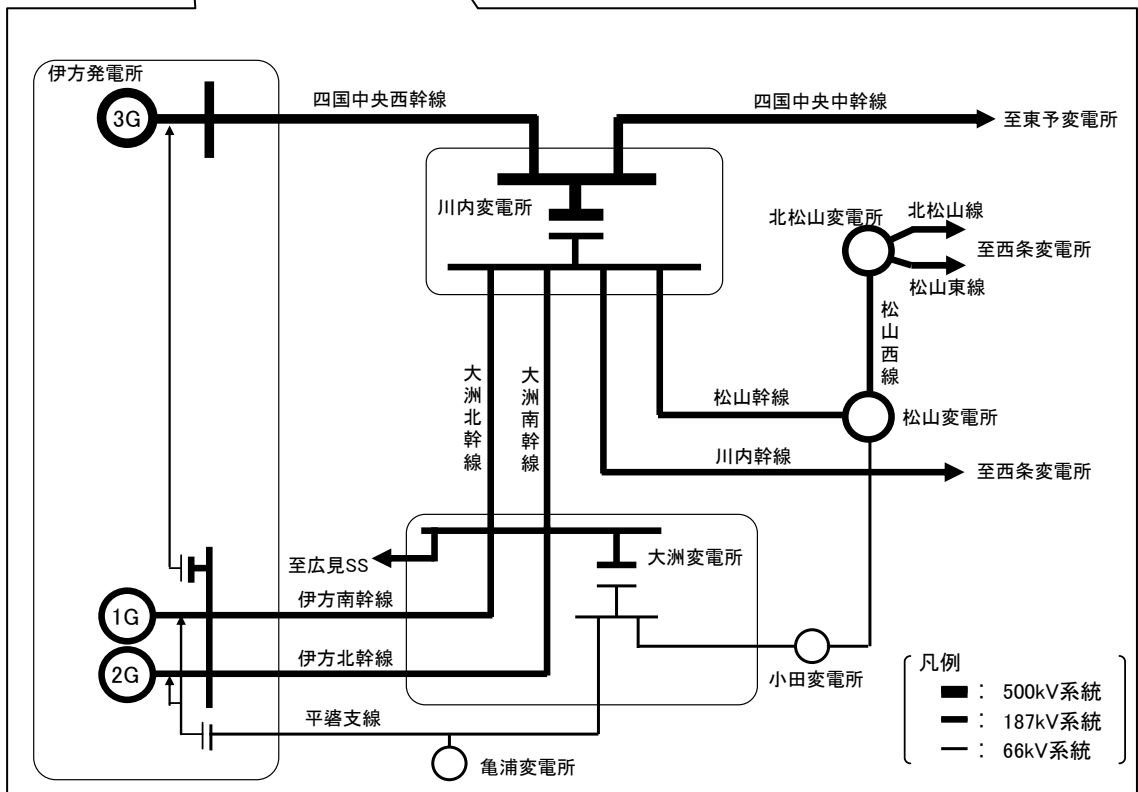 伊方発電所
3G
四国中央西幹線
四国中央中幹線
至東予変電所
川内変電所
北松山変電所
北松山線
至西条変電所
松山東線
松山西線
大洲北幹線
大洲南幹線
松山幹線
松山変電所
川内幹線
至西条変電所
至広見SS
大洲変電所
1G
伊方南幹線
2G
伊方北幹線
小田変電所
平碆支線
亀浦変電所
凡例
: 500kV系統
: 187kV系統
: 66kV系統